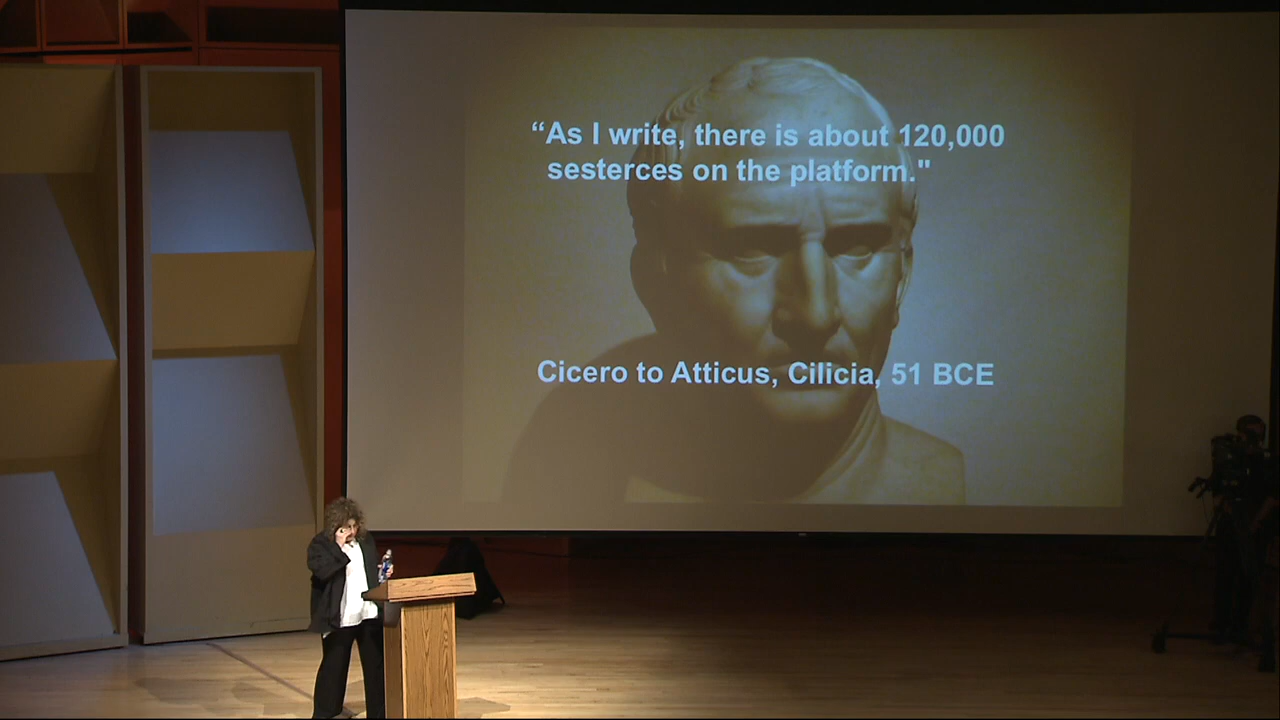 “As I write, there is about 120,000
sesterces on the platform."
Cicero to Atticus, Cilicia, 51 BCE